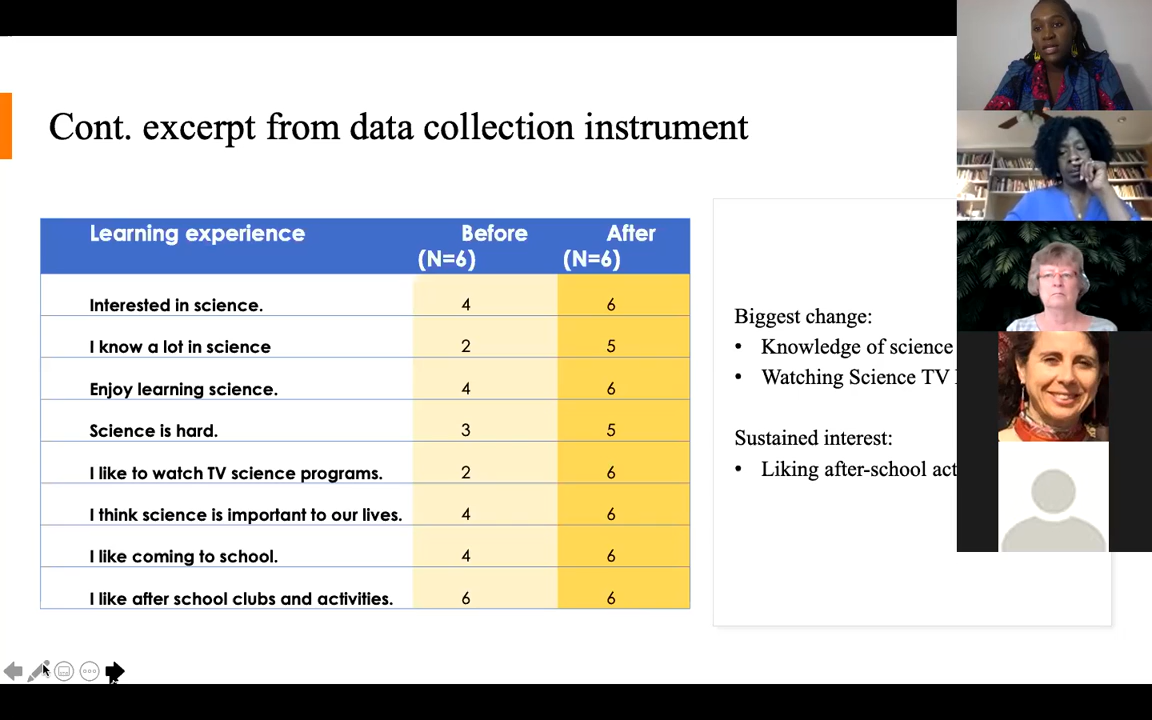 Cont. excerpt from data collection instrument
Learning experience Before After
(N=6) (N=6)
Interested in science. 4 6
I know a lot in science 2 5
Enjoy learning science. 4 6
Science is hard. 3 5
I like to watch TV science programs. 2 6
I think science is important to our lives. 4 6
I like coming to school. 4 6
I like after school clubs and activities. 6 6
Biggest change:
• Knowledge of science
• Watching Science TV
Sustained interest:
• Liking after-school